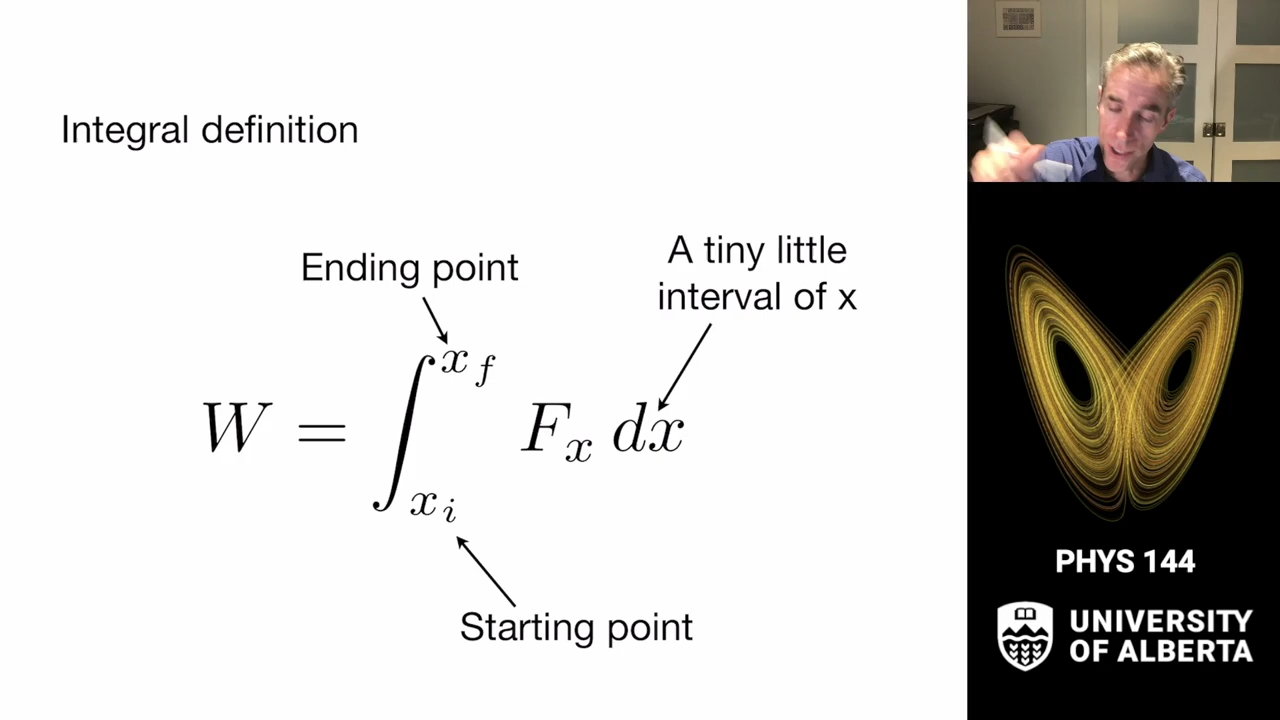 Integral definition
A tiny little
interval of x
Ending point
W = ∫_{x_i}^{x_f} F_x dx
Starting point
PHYS 144
UNIVERSITY
OF ALBERTA